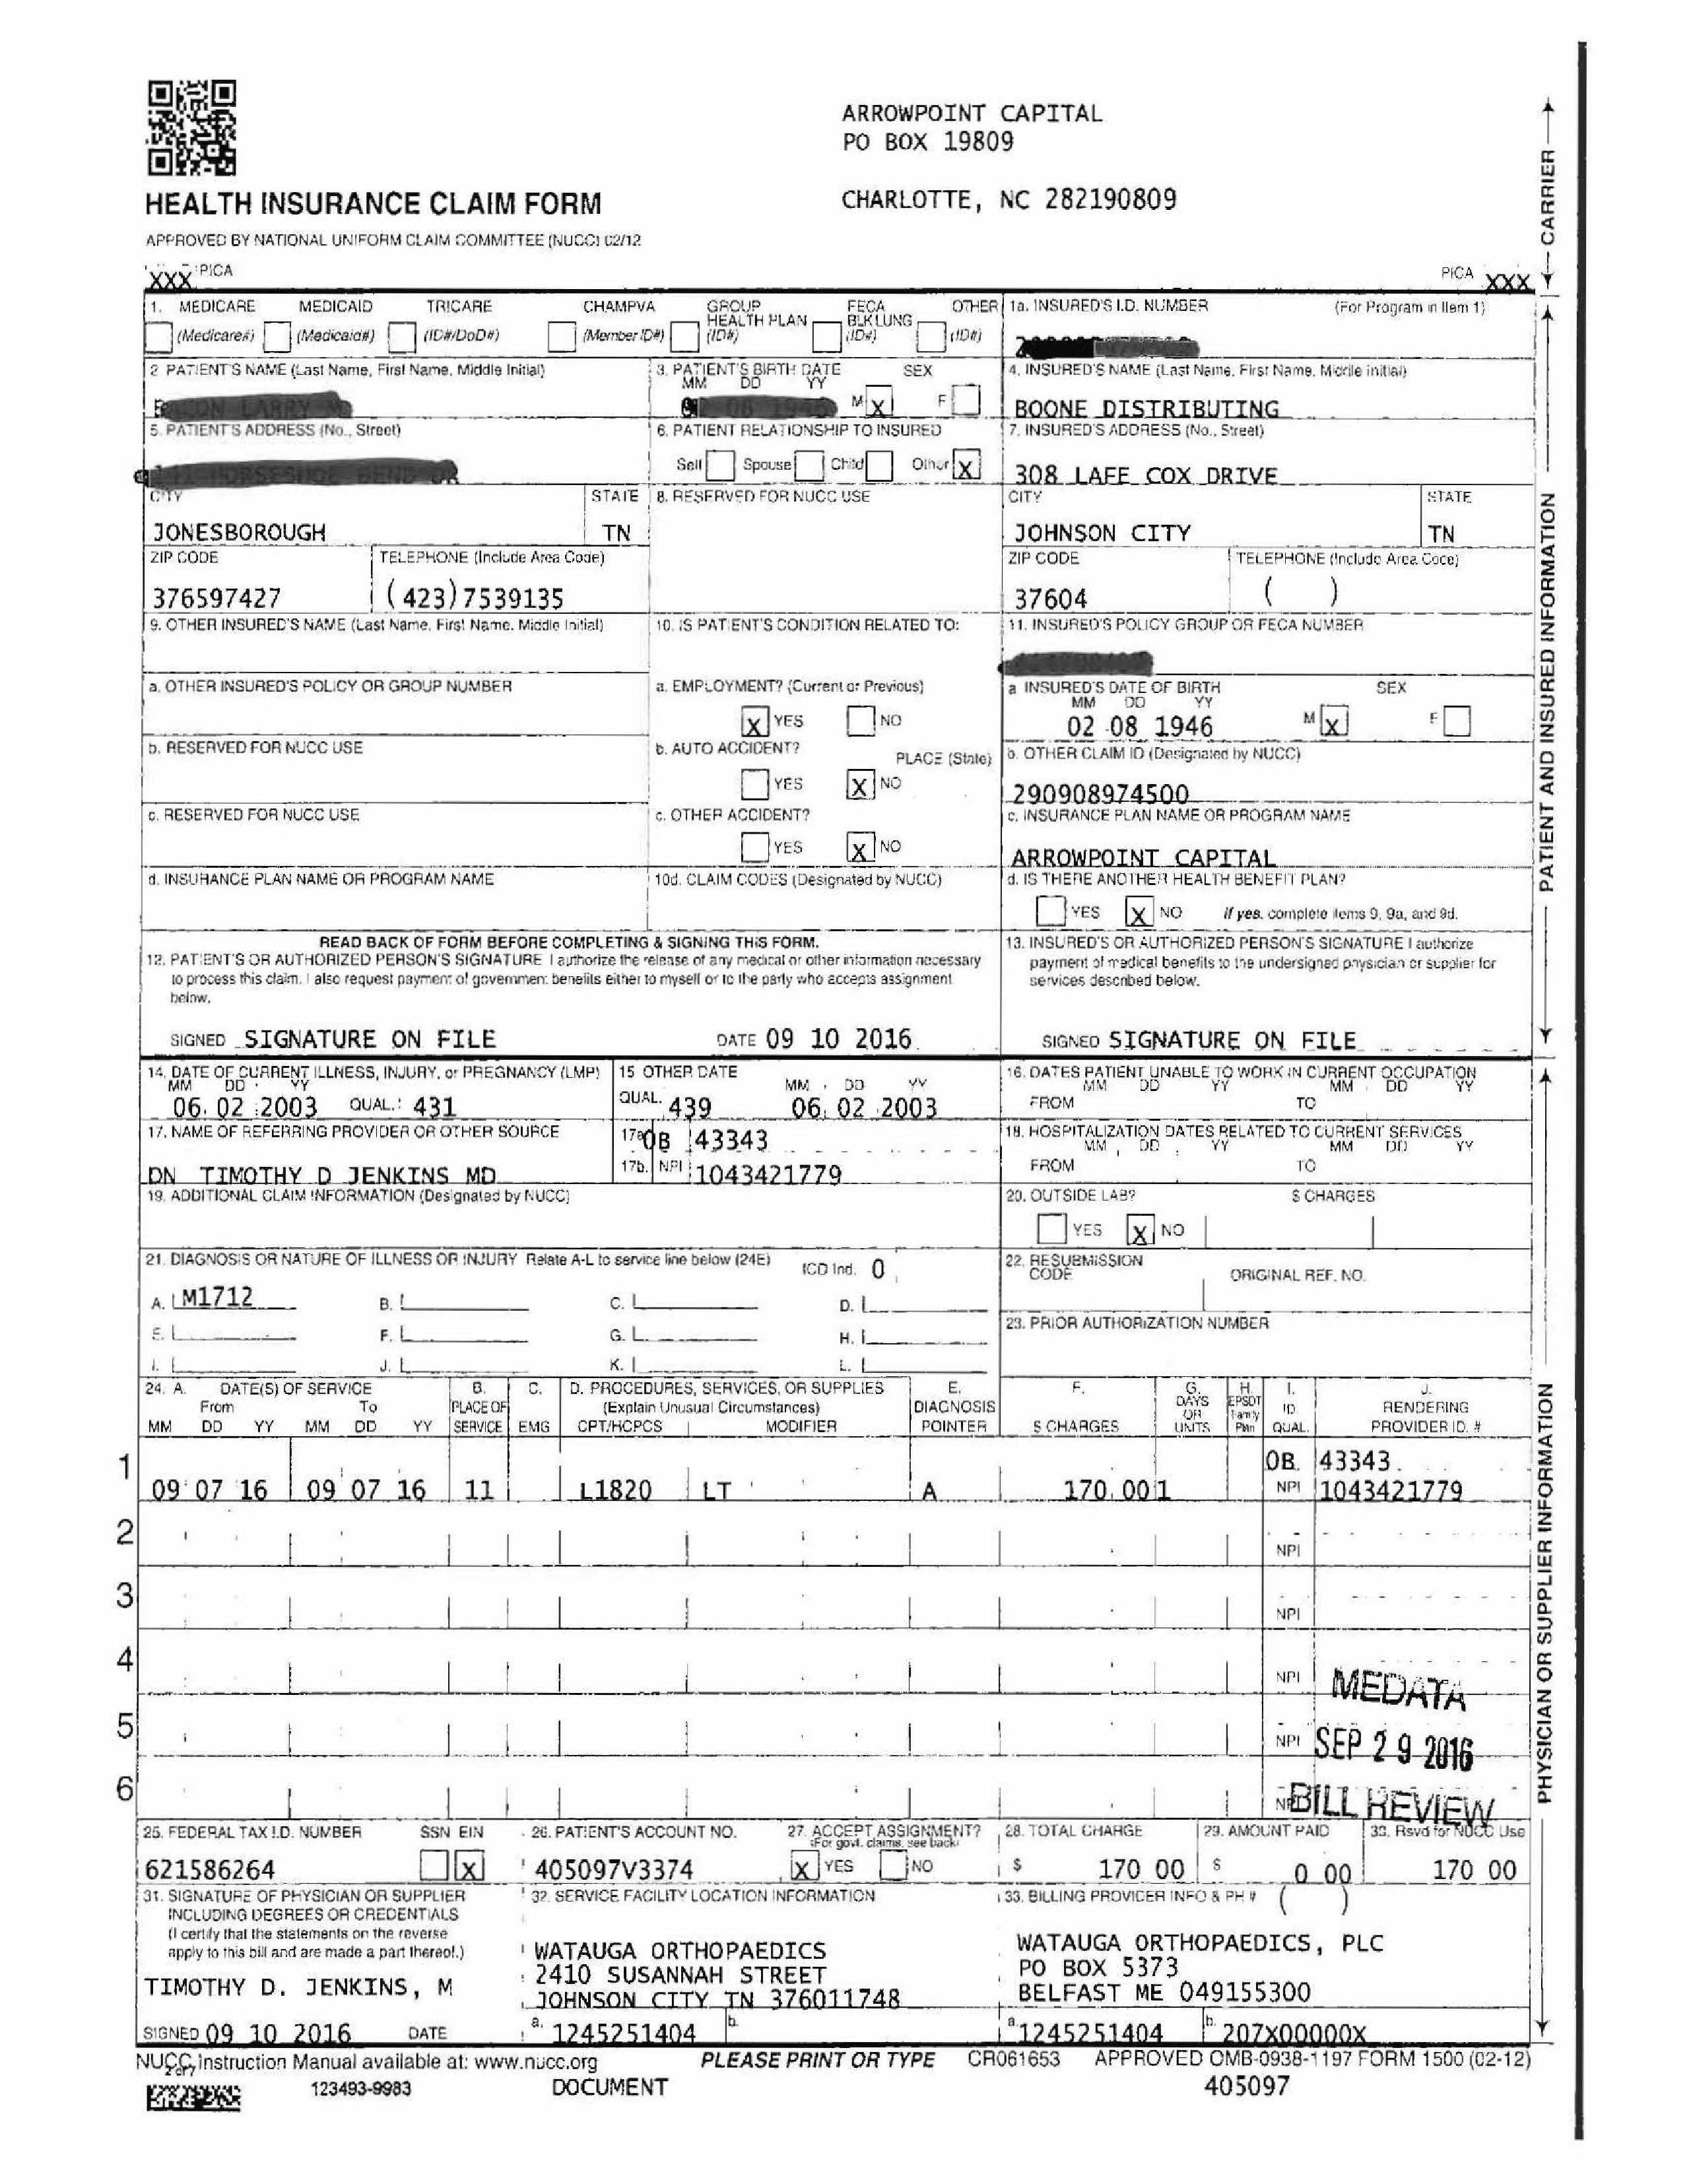 ARROWPOINT CAPITAL
PO BOX 19809
CHARLOTTE, NC 282190809
HEALTH INSURANCE CLAIM FORM
APPROVED BY NATIONAL UNIFORM CLAIM COMMITTEE (NUCC) 02/12
XXX PICA
PICA XXX
CARRIER
1. MEDICARE MEDICAID TRICARE CHAMPVA GROUP HEALTH PLAN FECA BLK LUNG OTHER
(Medicare#) (Medicaid#) (ID#/DoD#) (Member ID#) (ID#) (ID#) (ID#)
1a. INSURED'S I.D. NUMBER (For Program in Item 1)
2 PATIENT'S NAME (Last Name, First Name, Middle Initial)
3. PATIENT'S BIRTH DATE SEX
MM DD YY
M X F
4. INSURED'S NAME (Last Name, First Name, Middle Initial)
BOONE DISTRIBUTING
5. PATIENT'S ADDRESS (No., Street)
6. PATIENT RELATIONSHIP TO INSURED
Self Spouse Child Other X
7. INSURED'S ADDRESS (No., Street)
308 LAFE COX DRIVE
CITY STATE
JONESBOROUGH TN
8. RESERVED FOR NUCC USE
CITY STATE
JOHNSON CITY TN
ZIP CODE TELEPHONE (Include Area Code)
376597427 (423) 7539135
ZIP CODE TELEPHONE (Include Area Code)
37604 ( )
9. OTHER INSURED'S NAME (Last Name, First Name, Middle Initial)
10. IS PATIENT'S CONDITION RELATED TO:
11. INSURED'S POLICY GROUP OR FECA NUMBER
a. OTHER INSURED'S POLICY OR GROUP NUMBER
a. EMPLOYMENT? (Current or Previous)
X YES NO
a INSURED'S DATE OF BIRTH SEX
MM DD YY
02 08 1946 M X F
b. RESERVED FOR NUCC USE
b. AUTO ACCIDENT? PLACE (State)
YES X NO
b. OTHER CLAIM ID (Designated by NUCC)
290908974500
c. RESERVED FOR NUCC USE
c. OTHER ACCIDENT?
YES X NO
c. INSURANCE PLAN NAME OR PROGRAM NAME
ARROWPOINT CAPITAL
d. INSURANCE PLAN NAME OR PROGRAM NAME
10d. CLAIM CODES (Designated by NUCC)
d. IS THERE ANOTHER HEALTH BENEFIT PLAN?
YES X NO If yes, complete items 9, 9a, and 9d.
READ BACK OF FORM BEFORE COMPLETING & SIGNING THIS FORM.
12. PATIENT'S OR AUTHORIZED PERSON'S SIGNATURE I authorize the release of any medical or other information necessary
to process this claim. I also request payment of government benefits either to myself or to the party who accepts assignment
below.
SIGNED SIGNATURE ON FILE DATE 09 10 2016
13. INSURED'S OR AUTHORIZED PERSON'S SIGNATURE I authorize
payment of medical benefits to the undersigned physician or supplier for
services described below.
SIGNED SIGNATURE ON FILE
PATIENT AND INSURED INFORMATION
14. DATE OF CURRENT ILLNESS, INJURY, or PREGNANCY (LMP)
MM DD YY
06 02 2003 QUAL. 431
15 OTHER DATE
MM DD YY
QUAL. 439 06 02 2003
16. DATES PATIENT UNABLE TO WORK IN CURRENT OCCUPATION
MM DD YY MM DD YY
FROM TO
17. NAME OF REFERRING PROVIDER OR OTHER SOURCE
DN TIMOTHY D JENKINS MD
17a 0B 43343
17b. NPI 1043421779
18. HOSPITALIZATION DATES RELATED TO CURRENT SERVICES
MM DD YY MM DD YY
FROM TO
19. ADDITIONAL CLAIM INFORMATION (Designated by NUCC)
20. OUTSIDE LAB? $ CHARGES
YES X NO
21. DIAGNOSIS OR NATURE OF ILLNESS OR INJURY Relate A-L to service line below (24E) ICD Ind. 0
A. M1712 B. C. D.
E. F. G. H.
I. J. K. L.
22. RESUBMISSION CODE ORIGINAL REF. NO.
23. PRIOR AUTHORIZATION NUMBER
24. A. DATE(S) OF SERVICE B. C. D. PROCEDURES, SERVICES, OR SUPPLIES E. F. G. H. I. J.
From To PLACE OF (Explain Unusual Circumstances) DIAGNOSIS DAYS OR EPSDT Family ID. RENDERING
MM DD YY MM DD YY SERVICE EMG CPT/HCPCS MODIFIER POINTER $ CHARGES UNITS Plan QUAL. PROVIDER ID. #
1 0B 43343
09 07 16 09 07 16 11 L1820 LT A 170 00 1 NPI 1043421779
2 NPI
3 NPI
4 NPI
5 NPI
6 NPI
MEDATA
SEP 29 2016
BILL REVIEW
PHYSICIAN OR SUPPLIER INFORMATION
25. FEDERAL TAX I.D. NUMBER SSN EIN
621586264 X
26. PATIENT'S ACCOUNT NO.
405097V3374
27. ACCEPT ASSIGNMENT?
(For govt. claims, see back)
X YES NO
28. TOTAL CHARGE
$ 170 00
29. AMOUNT PAID
$ 0 00
30. Rsvd for NUCC Use
170 00
31. SIGNATURE OF PHYSICIAN OR SUPPLIER
INCLUDING DEGREES OR CREDENTIALS
(I certify that the statements on the reverse
apply to this bill and are made a part thereof.)
TIMOTHY D. JENKINS, M
SIGNED 09 10 2016 DATE
32. SERVICE FACILITY LOCATION INFORMATION
WATAUGA ORTHOPAEDICS
2410 SUSANNAH STREET
JOHNSON CITY TN 376011748
a. 1245251404 b.
33. BILLING PROVIDER INFO & PH # ( )
WATAUGA ORTHOPAEDICS, PLC
PO BOX 5373
BELFAST ME 049155300
a. 1245251404 b. 207X00000X
NUCC Instruction Manual available at: www.nucc.org PLEASE PRINT OR TYPE CR061653 APPROVED OMB-0938-1197 FORM 1500 (02-12)
123493-9983 DOCUMENT 405097